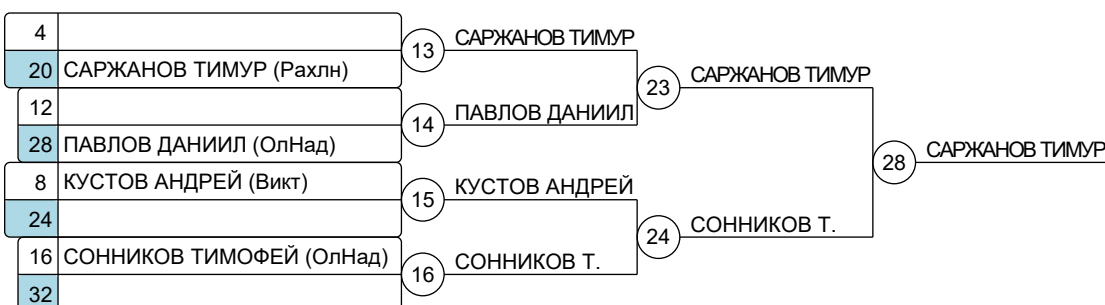 4
13
САРЖАНОВ ТИМУР
20 САРЖАНОВ ТИМУР (Рахлн)
23
САРЖАНОВ ТИМУР
12
14
ПАВЛОВ ДАНИИЛ
28 ПАВЛОВ ДАНИИЛ (ОлНад)
28
САРЖАНОВ ТИМУР
8 КУСТОВ АНДРЕЙ (Викт)
15
КУСТОВ АНДРЕЙ
24
24
СОННИКОВ Т.
16 СОННИКОВ ТИМОФЕЙ (ОлНад)
16
СОННИКОВ Т.
32